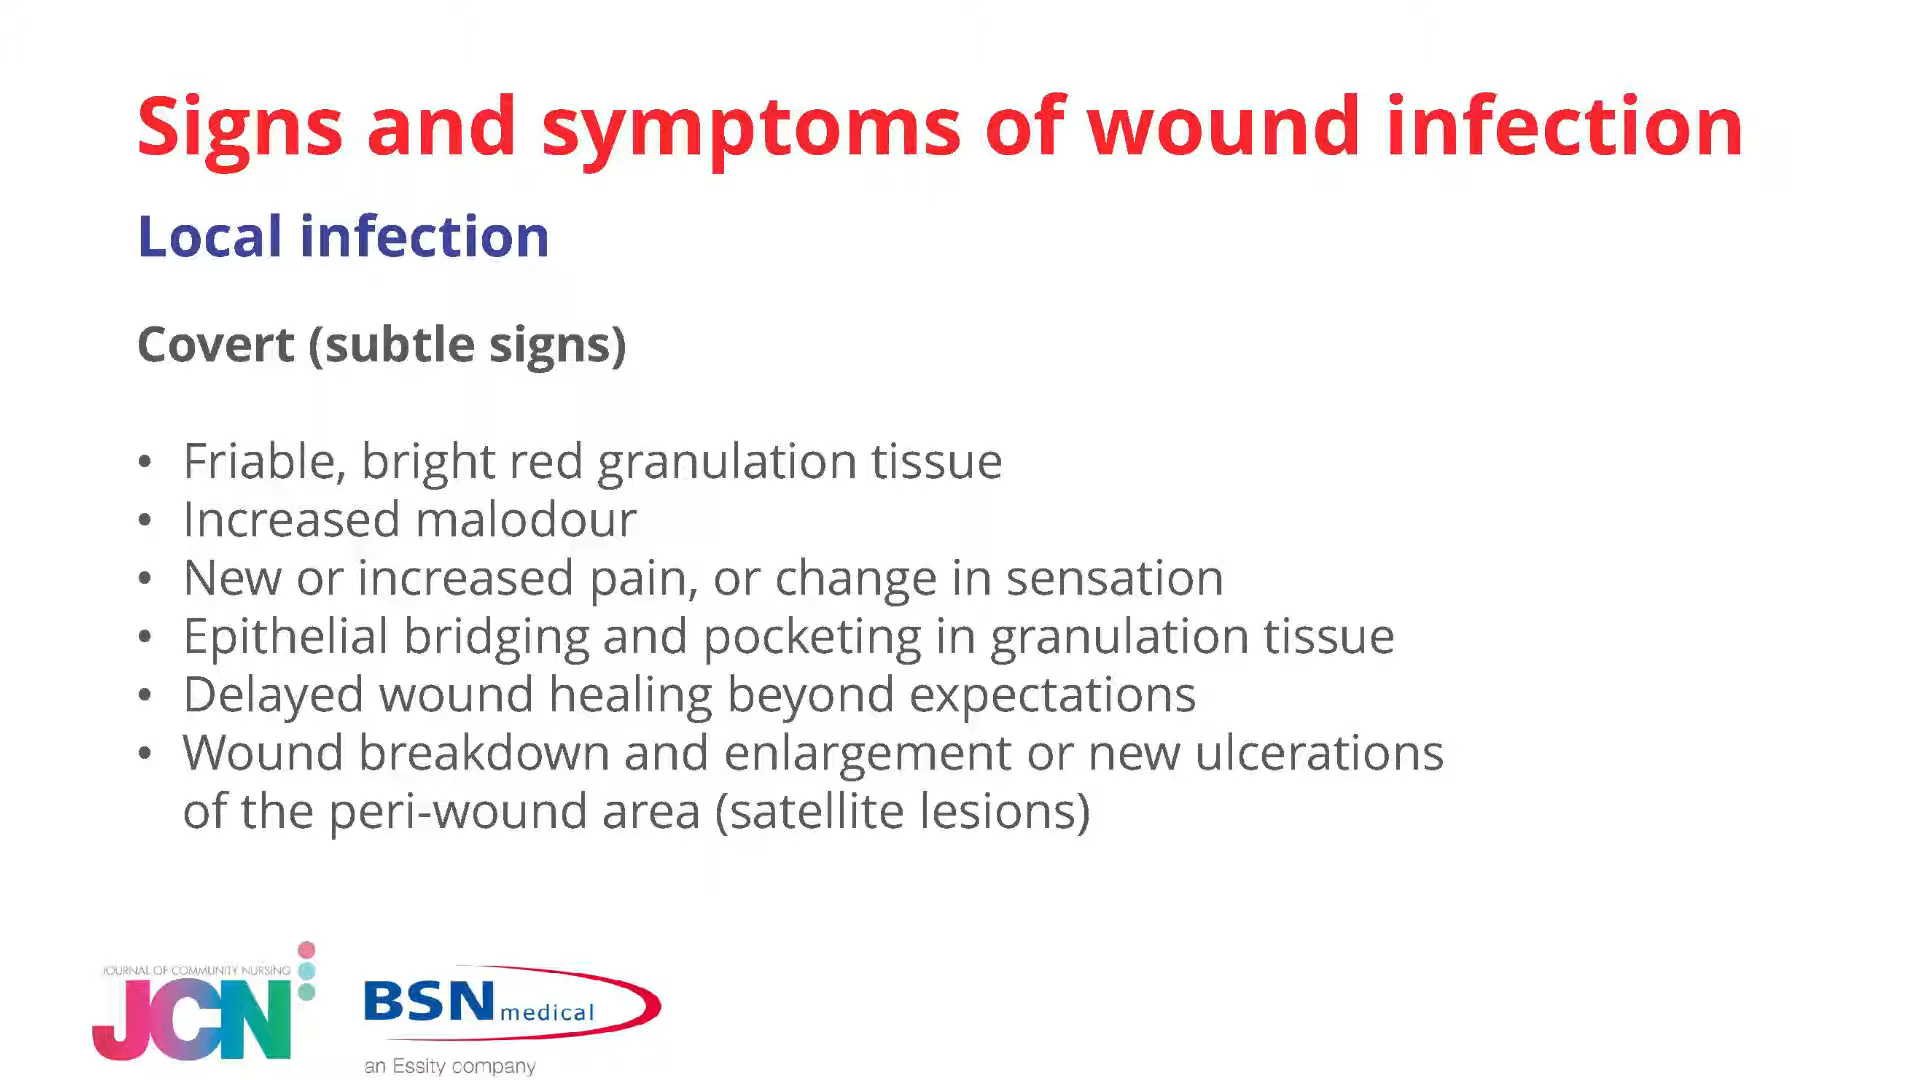 Signs and symptoms of wound infection
Local infection
Covert (subtle signs)
• Friable, bright red granulation tissue
• Increased malodour
• New or increased pain, or change in sensation
• Epithelial bridging and pocketing in granulation tissue
• Delayed wound healing beyond expectations
• Wound breakdown and enlargement or new ulcerations
of the peri-wound area (satellite lesions)
JOURNAL OF COMMUNITY NURSING
JCN
BSN medical
an Essity company